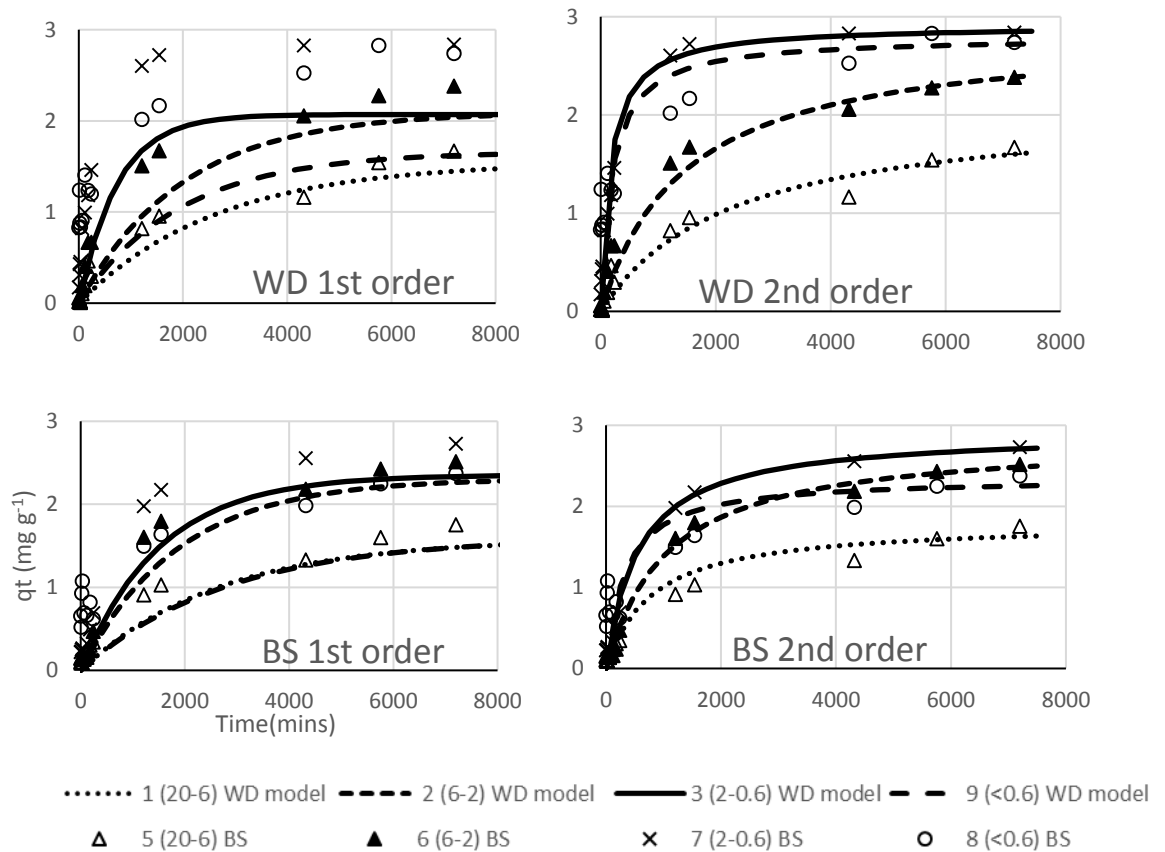 3
2
1
0
0 2000 4000 6000 8000
WD 1st order
3
2
1
0
0 2000 4000 6000 8000
WD 2nd order
qt (mg g⁻¹)
3
2
1
0
0 2000 4000 6000 8000
BS 1st order
Time(mins)
3
2
1
0
0 2000 4000 6000 8000
BS 2nd order
1 (20-6) WD model 2 (6-2) WD model 3 (2-0.6) WD model 9 (<0.6) WD model
5 (20-6) BS 6 (6-2) BS 7 (2-0.6) BS 8 (<0.6) BS